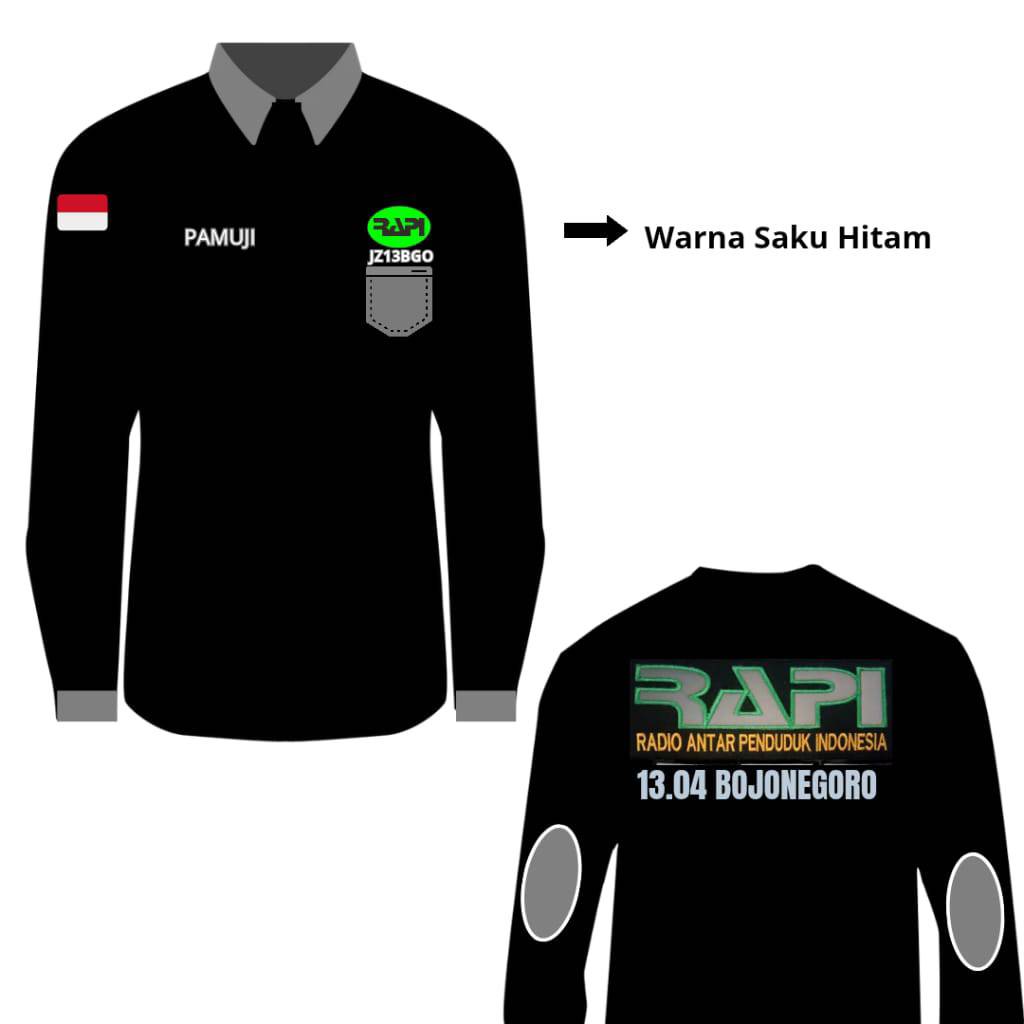 PAMUJI
RAPI
JZ13BGO
Warna Saku Hitam
RAPI
RADIO ANTAR PENDUDUK INDONESIA
13.04 BOJONEGORO